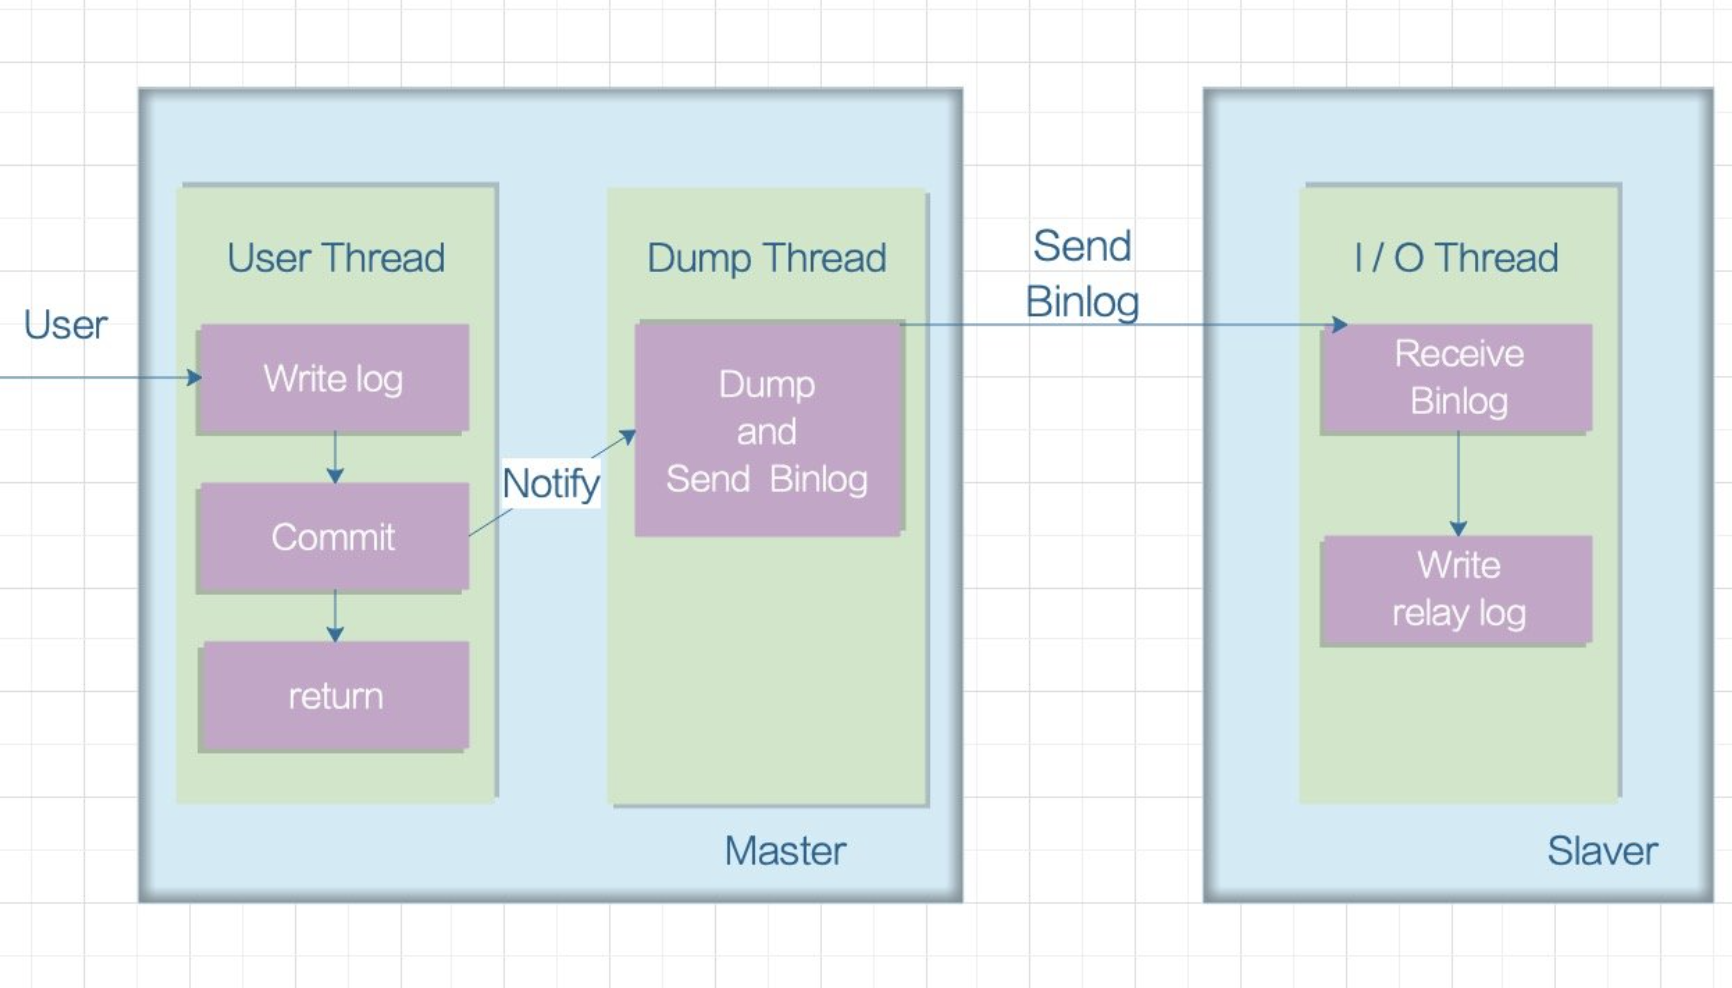 User
User Thread
Write log
Commit
return
Notify
Dump Thread
Dump
and
Send Binlog
Master
Send
Binlog
I / O Thread
Receive
Binlog
Write
relay log
Slaver